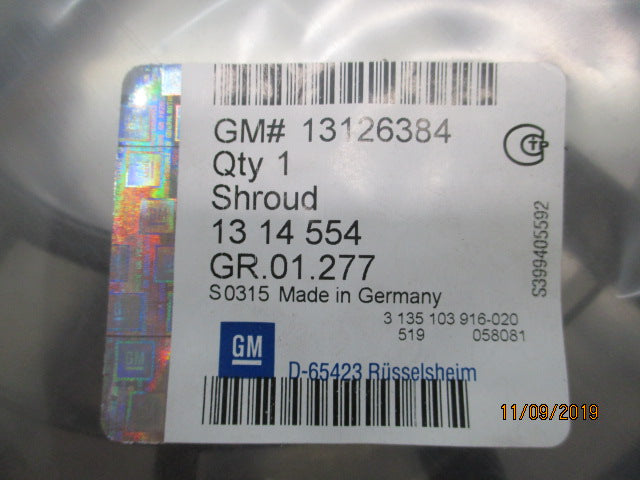 GM# 13126384
Qty 1
Shroud
13 14 554
GR.01.277
S0315 Made in Germany
3 135 103 916-020
519 058081
GM
D-65423 Rüsselsheim
S399405592
11/09/2019